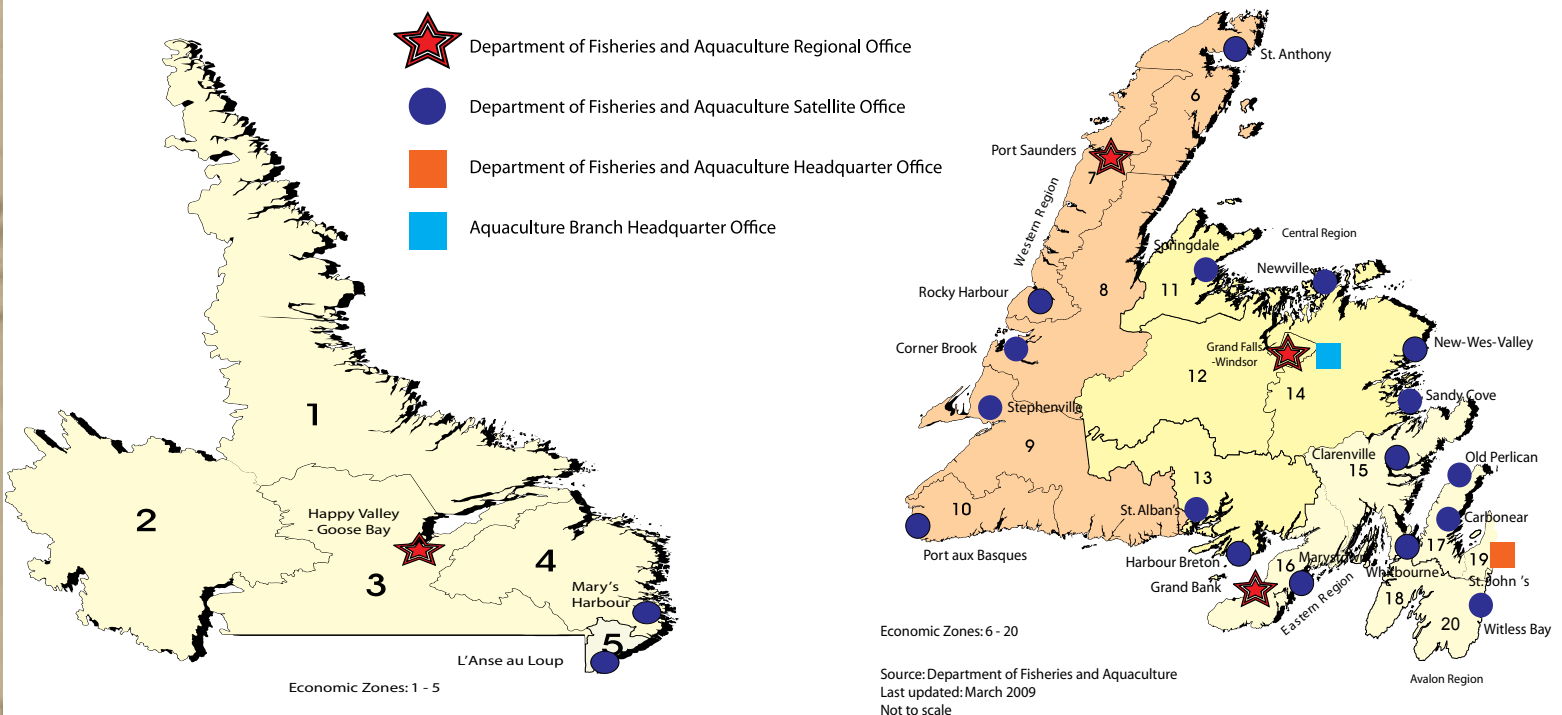 Department of Fisheries and Aquaculture Regional Office
Department of Fisheries and Aquaculture Satellite Office
Department of Fisheries and Aquaculture Headquarter Office
Aquaculture Branch Headquarter Office
1
2
Happy Valley
- Goose Bay
3
4
Mary's
Harbour
5
L'Anse au Loup
Economic Zones: 1 - 5
St. Anthony
6
Port Saunders
7
Western Region
Central Region
Springdale
Newville
8
11
Rocky Harbour
Corner Brook
Grand Falls
-Windsor
New-Wes-Valley
12
14
Stephenville
Sandy Cove
9
Clarenville
15
Old Perlican
13
10
St. Alban's
Carbonear
Port aux Basques
17
Harbour Breton
16
Marystown
Whitbourne
19
St. John 's
Grand Bank
Eastern Region
18
20
Witless Bay
Economic Zones: 6 - 20
Avalon Region
Source: Department of Fisheries and Aquaculture
Last updated: March 2009
Not to scale